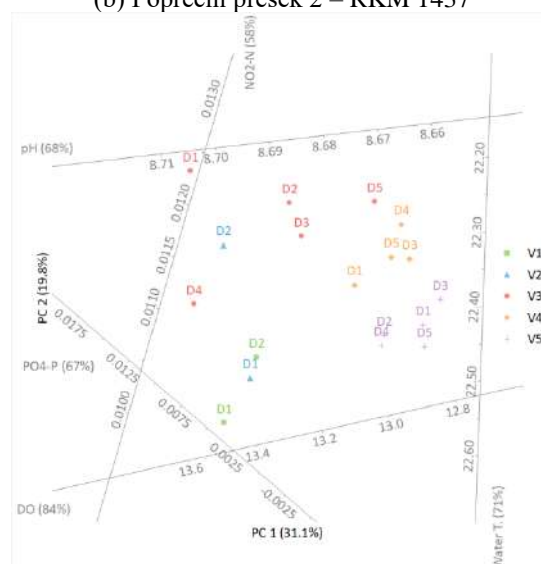 (b) Poprečni presek 2 – RKM 1437
NO2-N (58%)
0.0130
pH (68%)
8.71
8.70
8.69
8.68
8.67
8.66
22.20
D1
0.0120
D2
D5
D4
D2
D3
0.0115
22.30
D5
D3
V1
D4
D1
V2
0.0110
D3
V3
PC 2 (19.8%)
22.40
D1
V4
0.0175
D2
D2
D5
V5
PO4-P (67%)
0.0125
D1
22.50
0.0100
0.0075
D1
12.8
13.0
13.2
13.4
13.6
0.0025
22.60
-0.0025
DO (84%)
PC 1 (31.1%)
Water T. (71%)